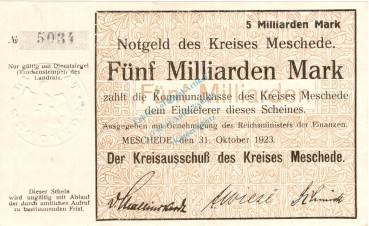 5 Milliarden Mark
№ 5034
Notgeld des Kreises Meschede.
Nur gültig mit Dienstsiegel
(Trockenstempel) des
Landrats.
Fünf Milliarden Mark
zahlt die Kommunalkasse des Kreises Meschede
dem Einlieferer dieses Scheines.
Ausgegeben mit Genehmigung des Reichsministers der Finanzen.
MESCHEDE, den 31. Oktober 1923.
Der Kreisausschuß des Kreises Meschede.
Dieser Schein
wird ungültig mit Ablauf
der durch amtlichen Aufruf
zu bestimmenden Frist.